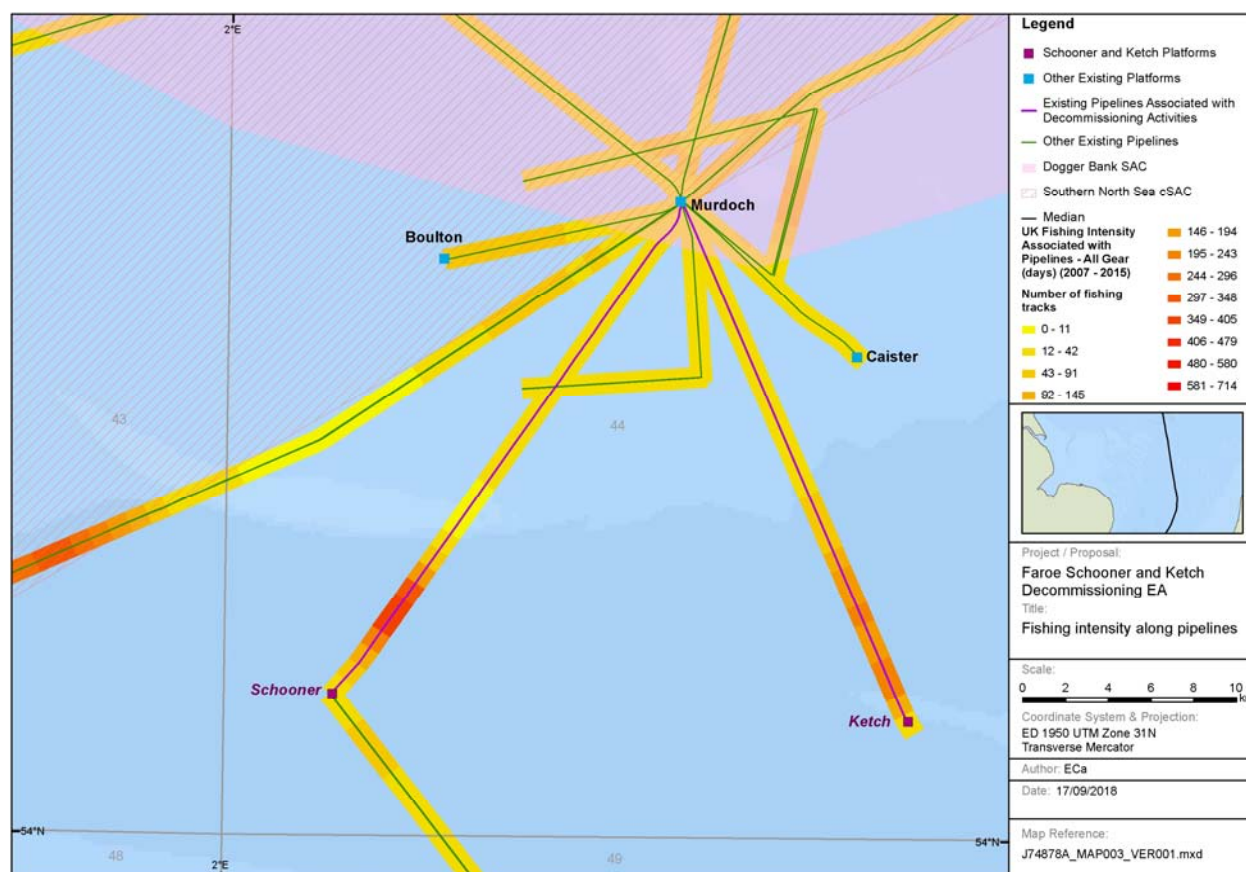 2°E
Murdoch
Boulton
Caister
43
44
Schooner
Ketch
54°N
54°N
48
2°E
49
Legend
Schooner and Ketch Platforms
Other Existing Platforms
Existing Pipelines Associated with
Decommissioning Activities
Other Existing Pipelines
Dogger Bank SAC
Southern North Sea cSAC
Median
UK Fishing Intensity
Associated with
Pipelines - All Gear
(days) (2007 - 2015)
Number of fishing
tracks
0 - 11
12 - 42
43 - 91
92 - 145
146 - 194
195 - 243
244 - 296
297 - 348
349 - 405
406 - 479
480 - 580
581 - 714
Project / Proposal:
Faroe Schooner and Ketch
Decommissioning EA
Title:
Fishing intensity along pipelines
Scale:
0 2 4 6 8 10
Coordinate System & Projection:
ED 1950 UTM Zone 31N
Transverse Mercator
Author: ECa
Date: 17/09/2018
Map Reference:
J74878A_MAP003_VER001.mxd